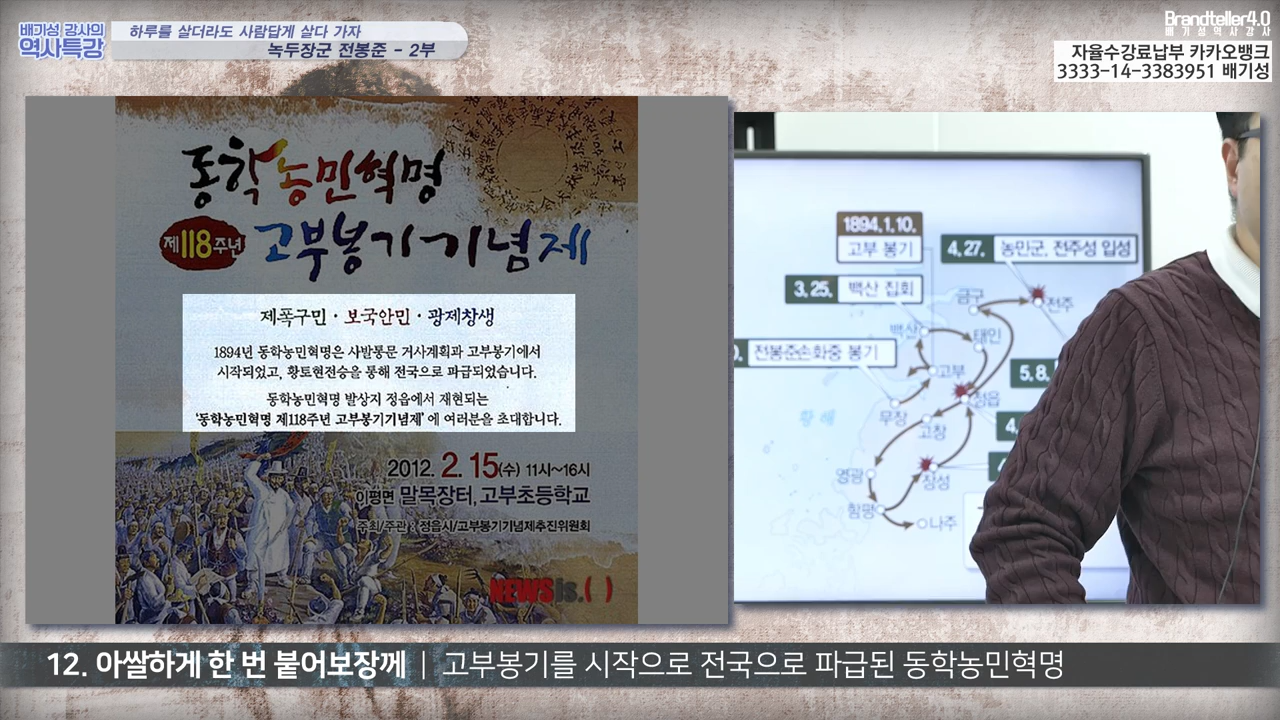 배기성 강사의
역사특강
하루를 살더라도 사람답게 살다 가자
녹두장군 전봉준 - 2부
Brandteller4.0
배기성역사강사
자율수강료납부 카카오뱅크
3333-14-3383951 배기성
동학농민혁명
제118주년 고부봉기기념제
제폭구민 · 보국안민 · 광제창생
1894년 동학농민혁명은 사발통문 거사계획과 고부봉기에서
시작되었고, 황토현전승을 통해 전국으로 파급되었습니다.
동학농민혁명 발상지 정읍에서 재현되는
'동학농민혁명 제118주년 고부봉기기념제' 에 여러분을 초대합니다.
2012. 2. 15(수) 11시~16시
이평면 말목장터, 고부초등학교
주최/주관 : 정읍시/고부봉기기념제추진위원회
NEWSis.( )
1894.1.10.
고부 봉기
4, 27, 농민군, 전주성 입성
3, 25, 백산 집회
금구
전주
백산
태인
전봉준손화중 봉기
고부
5, 8,
정읍
무장
고창
4,
황해
영광
장성
함평
나주
12. 아쌀하게 한 번 붙어보장께 | 고부봉기를 시작으로 전국으로 파급된 동학농민혁명